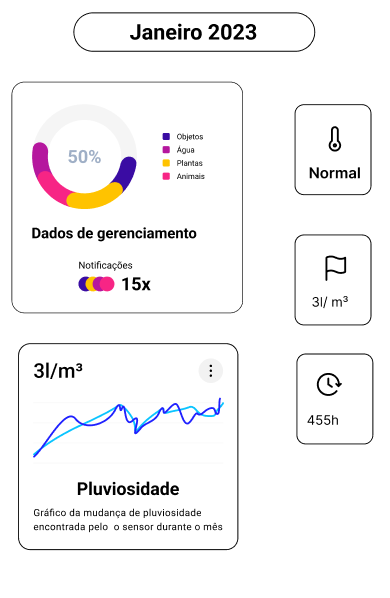 Janeiro 2023
50%
Objetos
Água
Plantas
Animais
Dados de gerenciamento
Notificações
15x
Normal
3l/ m³
455h
3l/m³
Pluviosidade
Gráfico da mudança de pluviosidade
encontrada pelo o sensor durante o mês